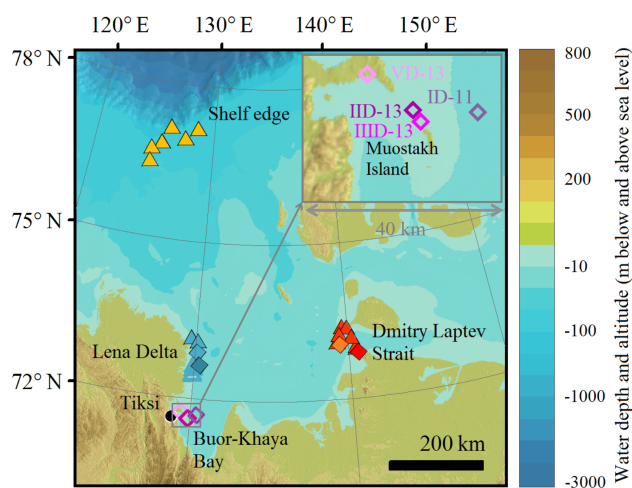 120°E 130°E 140°E 150°E
78°N
75°N
72°N
Shelf edge
VD-13
ID-11
IID-13
IIID-13
Muostakh
Island
40 km
Lena Delta
Dmitry Laptev
Strait
Tiksi
Buor-Khaya
Bay
200 km
800
500
200
-10
-100
-1000
-3000
Water depth and altitude (m below and above sea level)